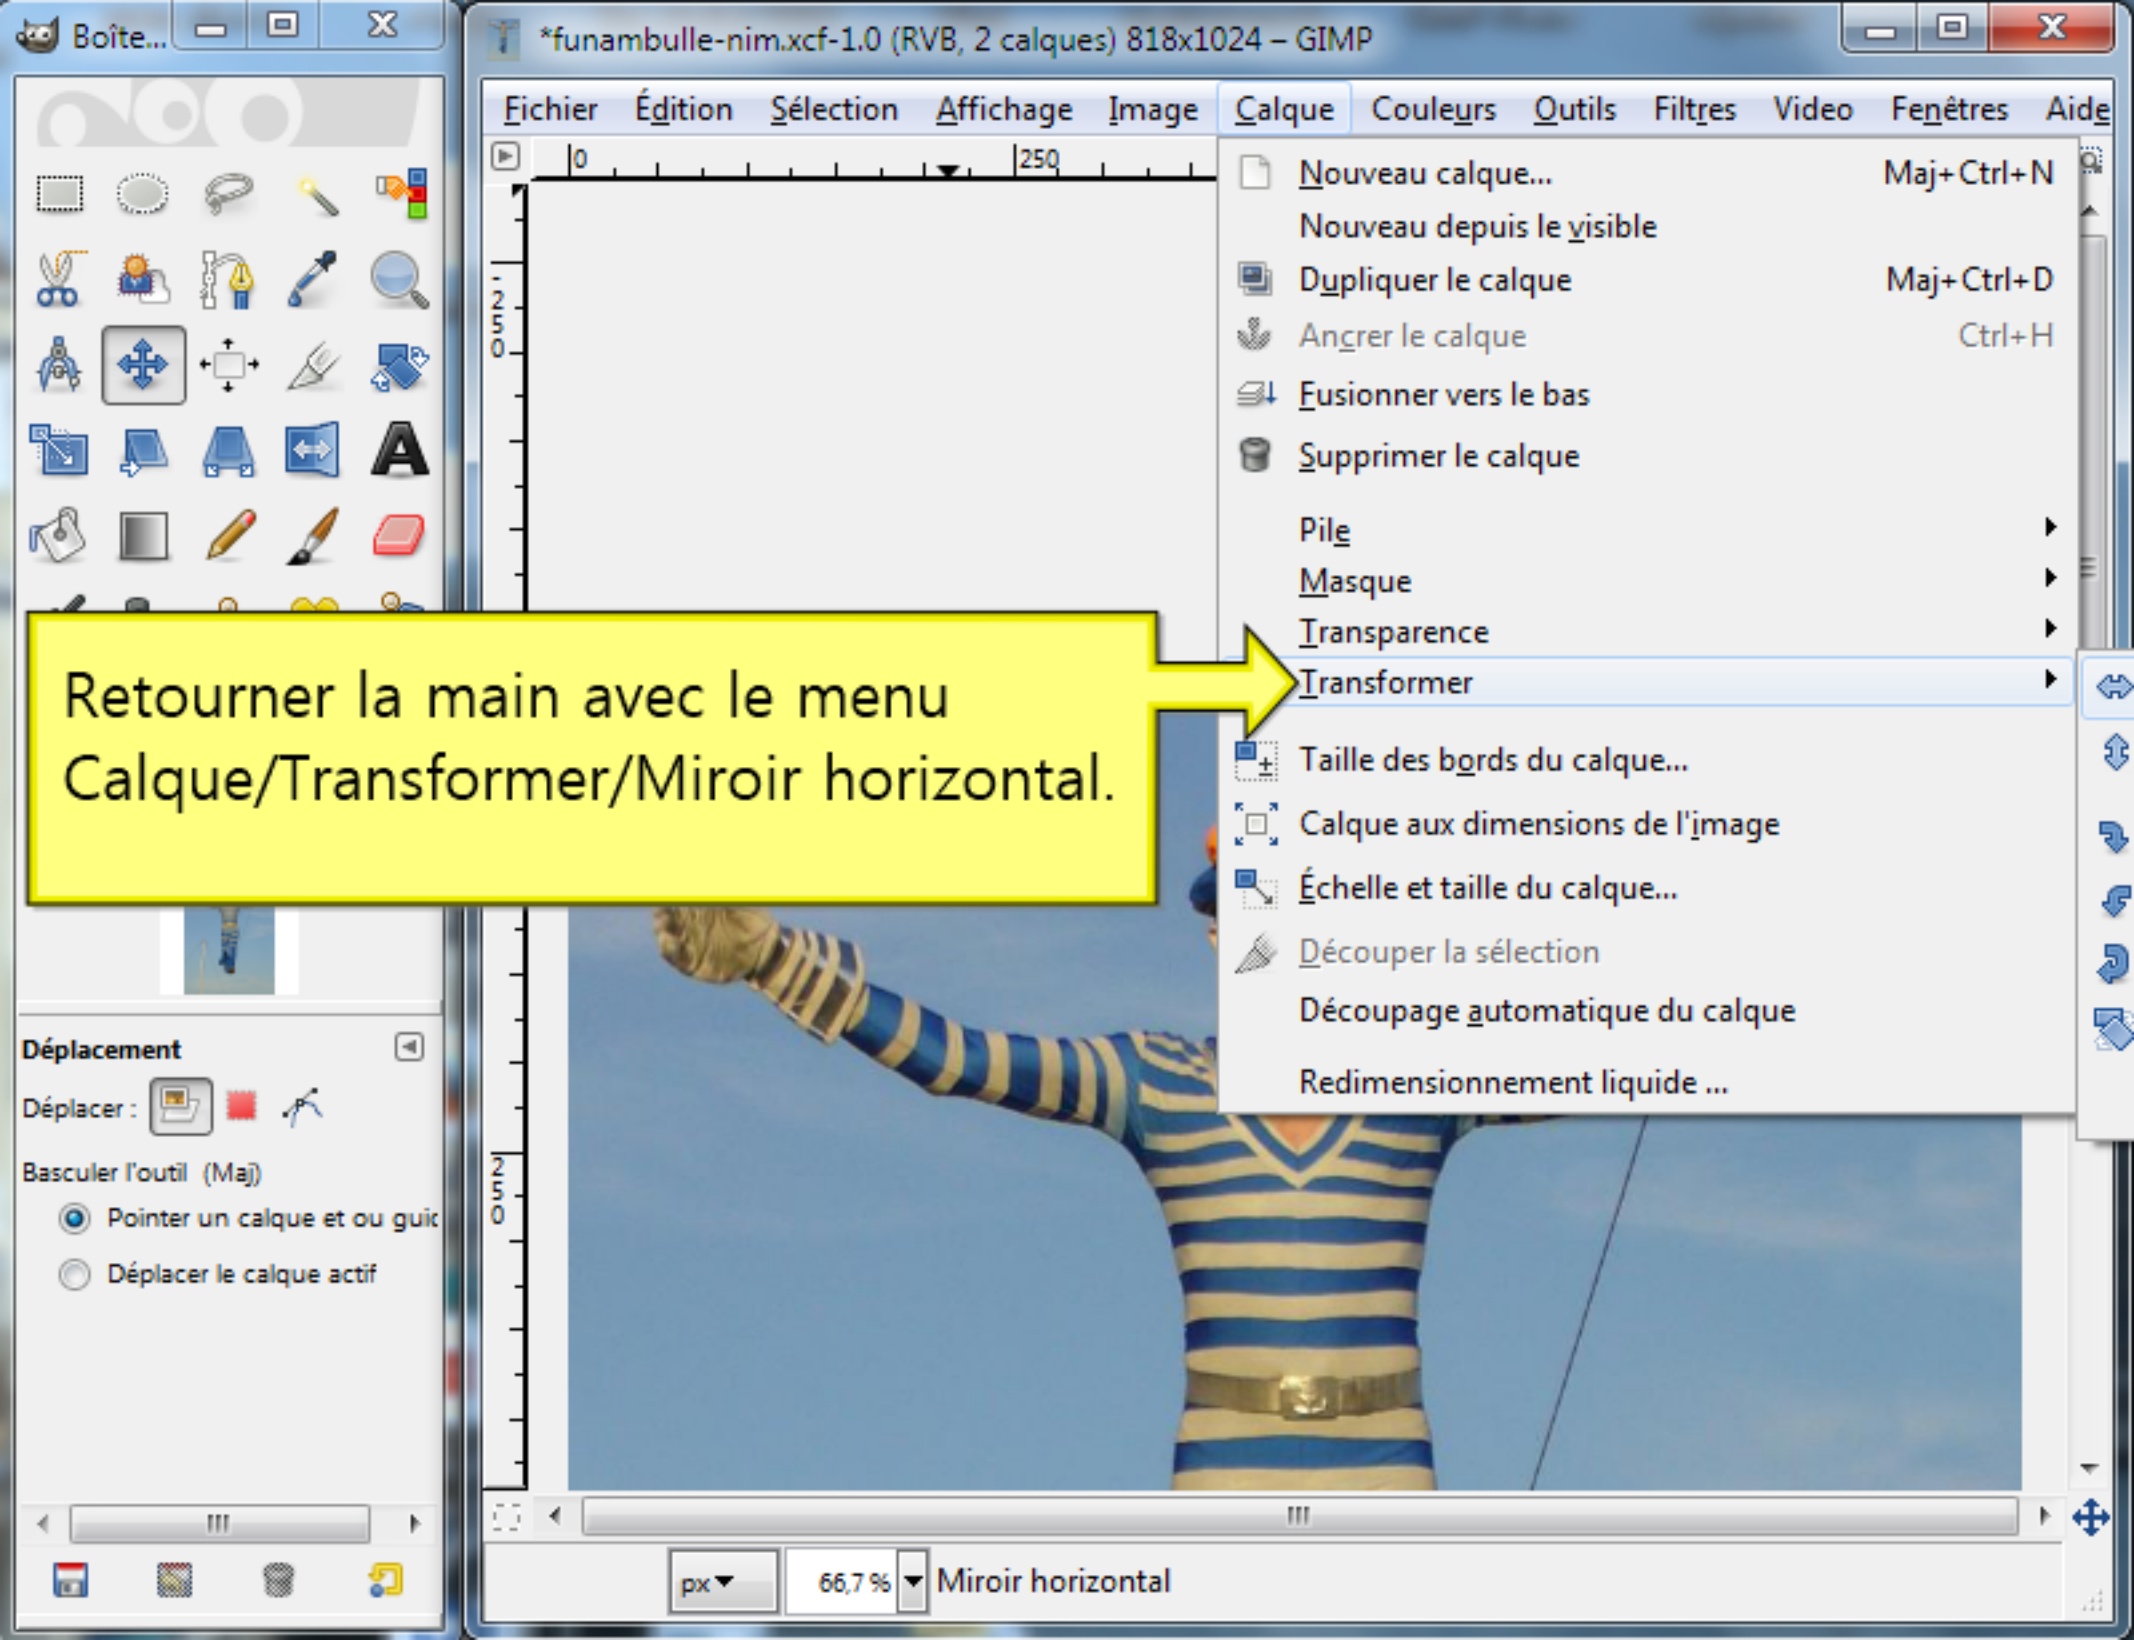 Boîte...
*funambulle-nim.xcf-1.0 (RVB, 2 calques) 818x1024 – GIMP
Fichier Édition Sélection Affichage Image Calque Couleurs Outils Filtres Video Fenêtres Aide
0 250
Nouveau calque... Maj+Ctrl+N
Nouveau depuis le visible
Dupliquer le calque Maj+Ctrl+D
Ancrer le calque Ctrl+H
Fusionner vers le bas
Supprimer le calque
Pile
Masque
Transparence
Transformer
Taille des bords du calque...
Calque aux dimensions de l'image
Échelle et taille du calque...
Découper la sélection
Découpage automatique du calque
Redimensionnement liquide ...
-250
Retourner la main avec le menu
Calque/Transformer/Miroir horizontal.
250
Déplacement
Déplacer :
Basculer l'outil (Maj)
Pointer un calque et ou guid
Déplacer le calque actif
px 66,7 % Miroir horizontal